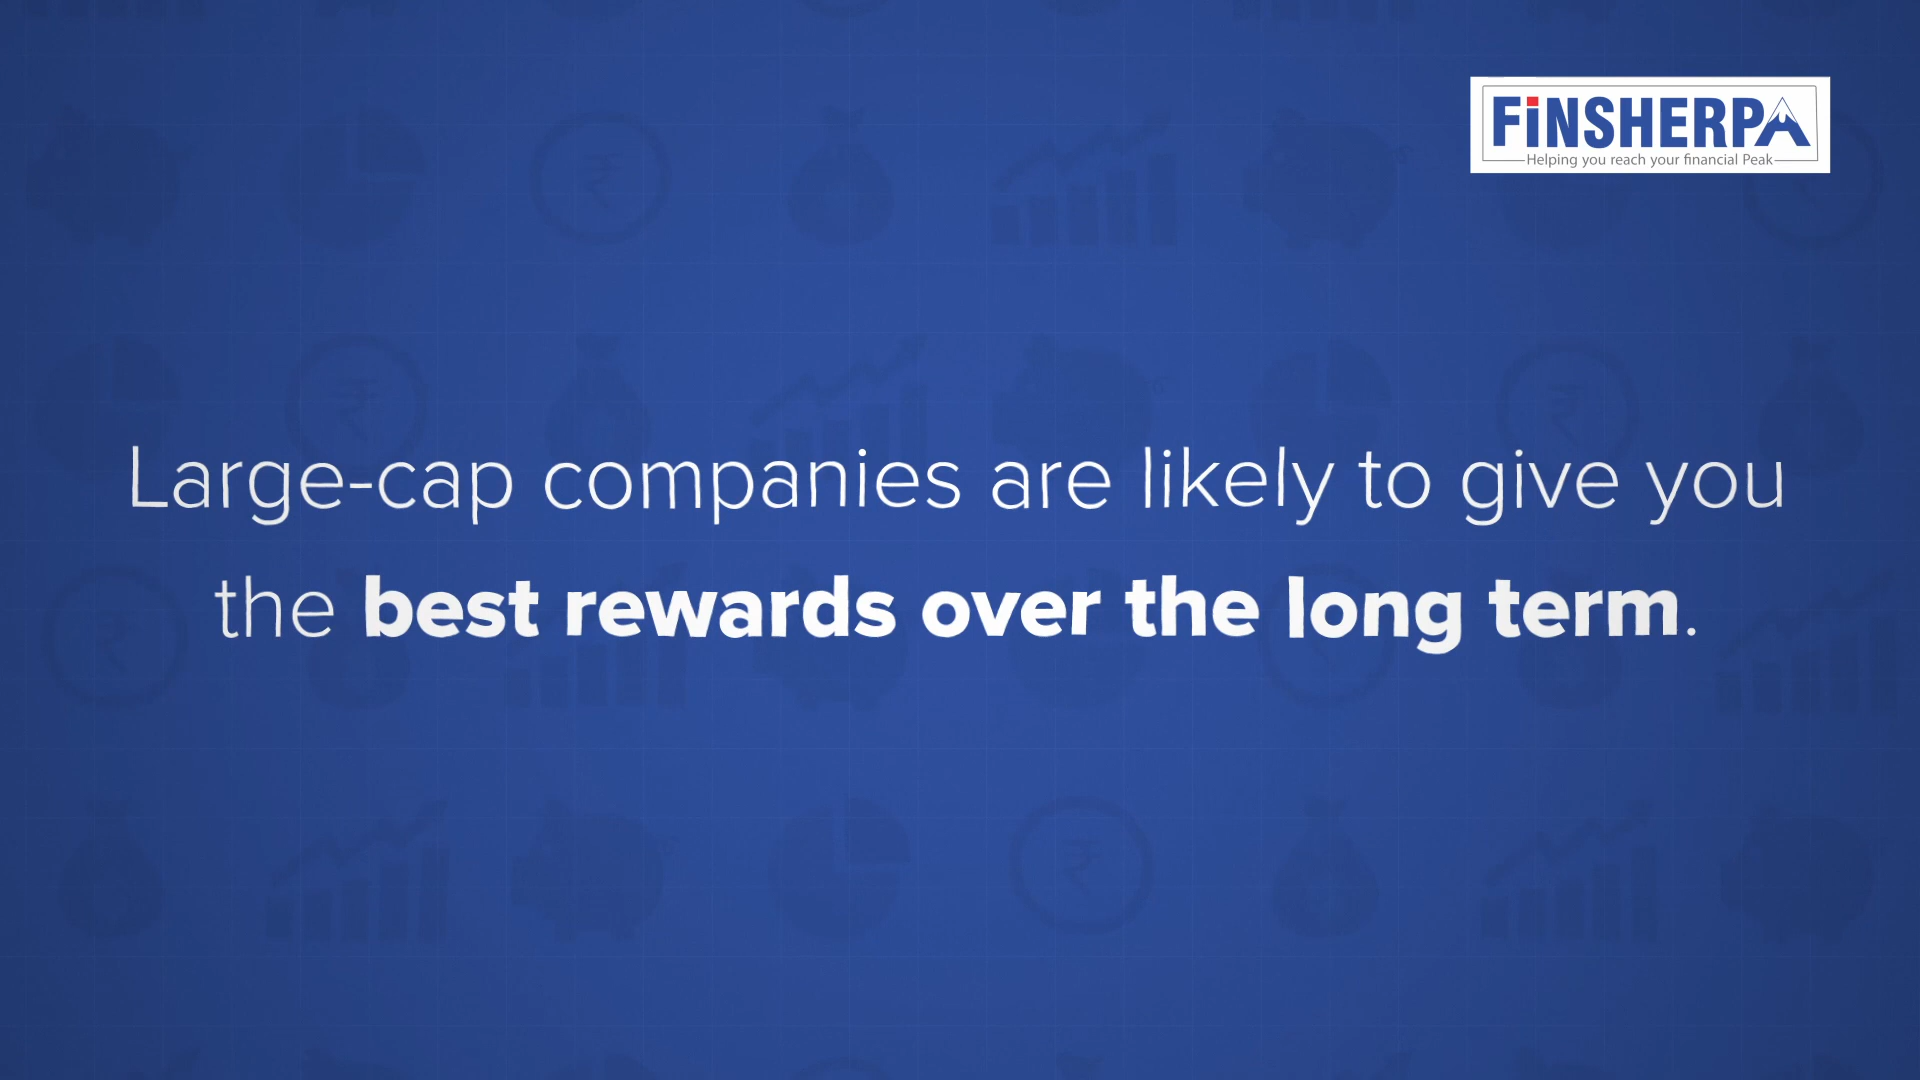 FiNSHERPA
Helping you reach your financial Peak
Large-cap companies are likely to give you
the best rewards over the long term.